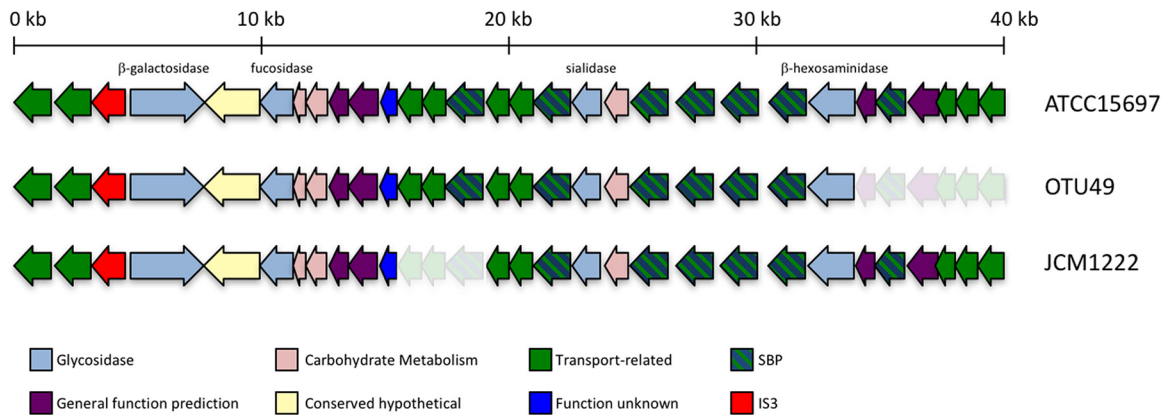 0 kb 10 kb 20 kb 30 kb 40 kb
β-galactosidase fucosidase sialidase β-hexosaminidase
ATCC15697
OTU49
JCM1222
Glycosidase Carbohydrate Metabolism Transport-related SBP
General function prediction Conserved hypothetical Function unknown IS3